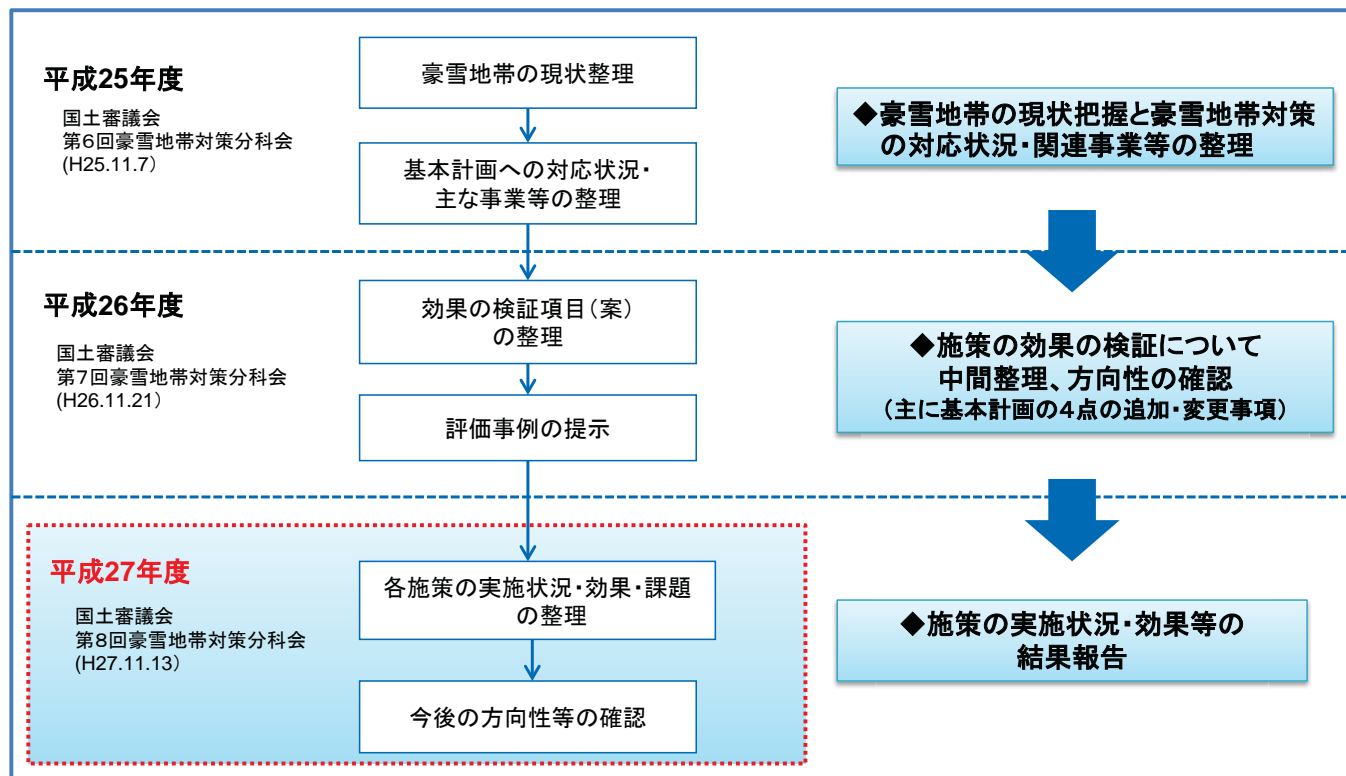 平成25年度
国土審議会
第6回豪雪地帯対策分科会
(H25.11.7)
豪雪地帯の現状整理
基本計画への対応状況・
主な事業等の整理
◆豪雪地帯の現状把握と豪雪地帯対策
の対応状況・関連事業等の整理
平成26年度
国土審議会
第7回豪雪地帯対策分科会
(H26.11.21)
効果の検証項目(案)
の整理
評価事例の提示
◆施策の効果の検証について
中間整理、方向性の確認
(主に基本計画の4点の追加・変更事項)
平成27年度
国土審議会
第8回豪雪地帯対策分科会
(H27.11.13)
各施策の実施状況・効果・課題
の整理
今後の方向性等の確認
◆施策の実施状況・効果等の
結果報告